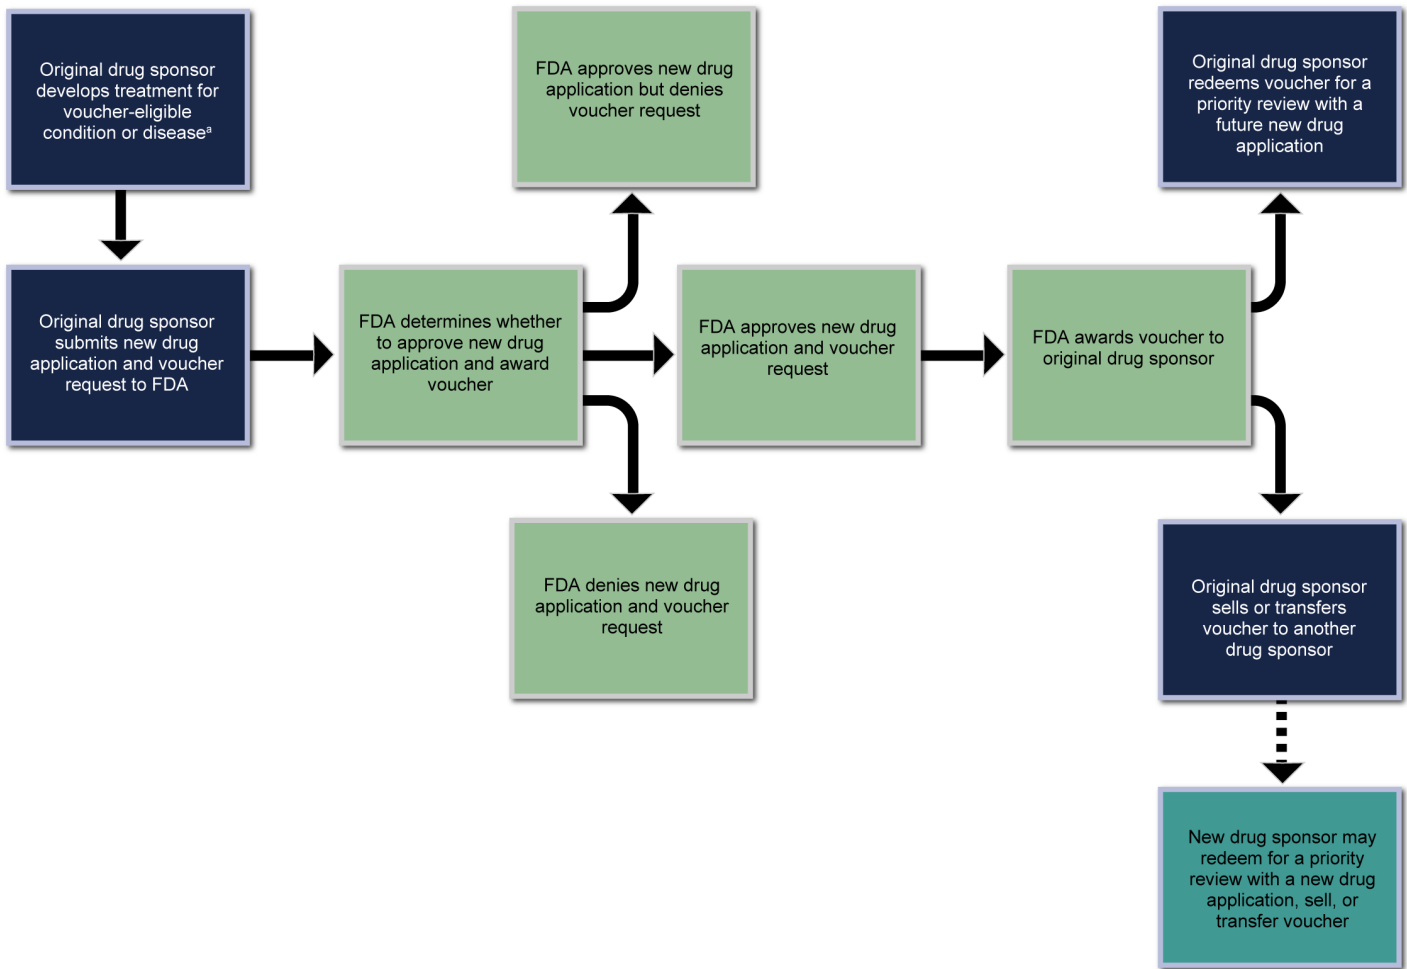 Original drug sponsor
develops treatment for
voucher-eligible
condition or diseaseᵃ
FDA approves new drug
application but denies
voucher request
Original drug sponsor
redeems voucher for a
priority review with a
future new drug
application
Original drug sponsor
submits new drug
application and voucher
request to FDA
FDA determines whether
to approve new drug
application and award
voucher
FDA approves new drug
application and voucher
request
FDA awards voucher to
original drug sponsor
FDA denies new drug
application and voucher
request
Original drug sponsor
sells or transfers
voucher to another
drug sponsor
New drug sponsor may
redeem for a priority
review with a new drug
application, sell, or
transfer voucher